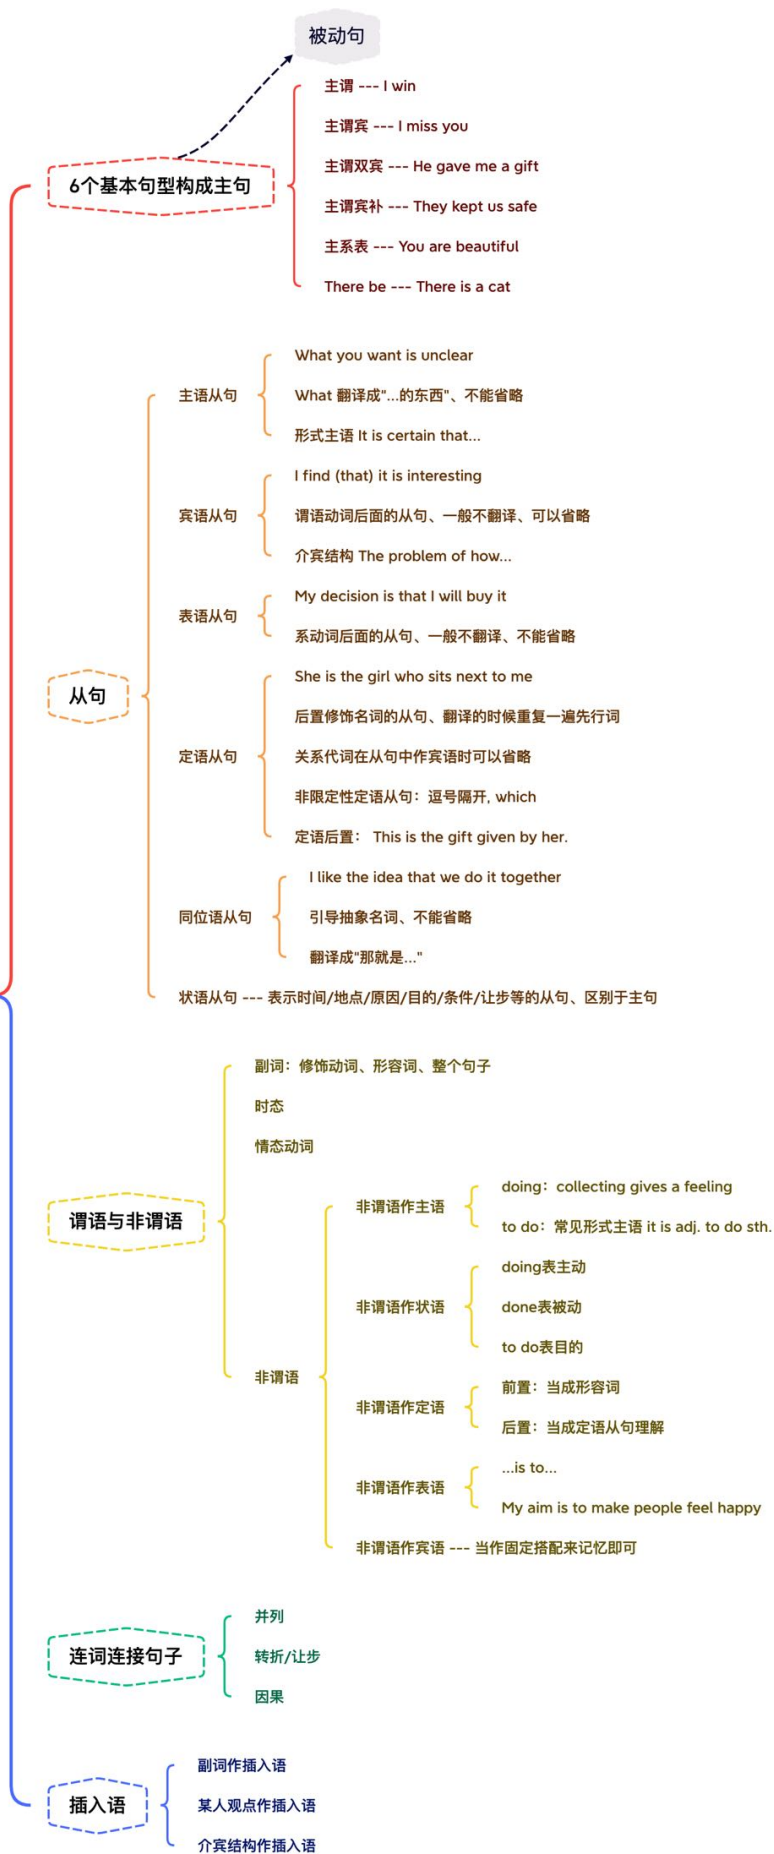 被动句
6个基本句型构成主句
主谓 --- I win
主谓宾 --- I miss you
主谓双宾 --- He gave me a gift
主谓宾补 --- They kept us safe
主系表 --- You are beautiful
There be --- There is a cat
从句
主语从句
What you want is unclear
What 翻译成"...的东西"、不能省略
形式主语 It is certain that...
宾语从句
I find (that) it is interesting
谓语动词后面的从句、一般不翻译、可以省略
介宾结构 The problem of how...
表语从句
My decision is that I will buy it
系动词后面的从句、一般不翻译、不能省略
定语从句
She is the girl who sits next to me
后置修饰名词的从句、翻译的时候重复一遍先行词
关系代词在从句中作宾语时可以省略
非限定性定语从句：逗号隔开, which
定语后置： This is the gift given by her.
同位语从句
I like the idea that we do it together
引导抽象名词、不能省略
翻译成"那就是..."
状语从句 --- 表示时间/地点/原因/目的/条件/让步等的从句、区别于主句
谓语与非谓语
副词：修饰动词、形容词、整个句子
时态
情态动词
非谓语
非谓语作主语
doing：collecting gives a feeling
to do：常见形式主语 it is adj. to do sth.
非谓语作状语
doing表主动
done表被动
to do表目的
非谓语作定语
前置：当成形容词
后置：当成定语从句理解
非谓语作表语
...is to...
My aim is to make people feel happy
非谓语作宾语 --- 当作固定搭配来记忆即可
连词连接句子
并列
转折/让步
因果
插入语
副词作插入语
某人观点作插入语
介宾结构作插入语